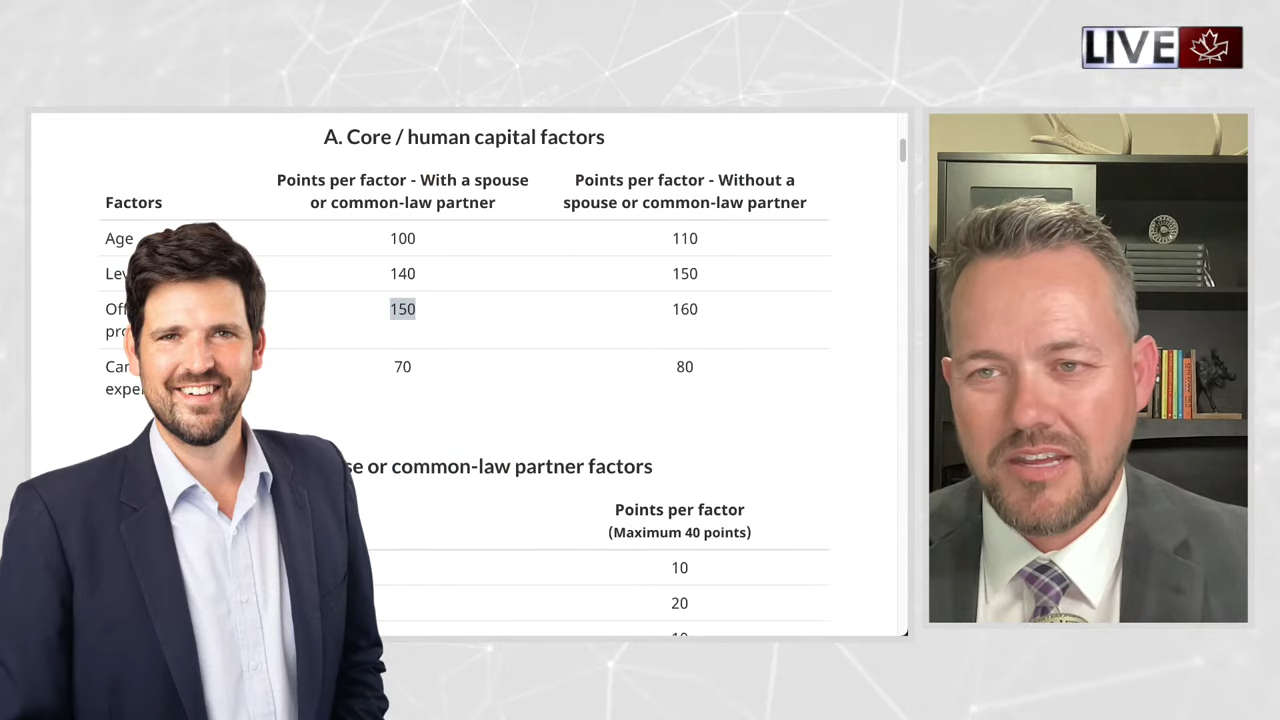 LIVE
A. Core / human capital factors
Points per factor - With a spouse
or common-law partner
Points per factor - Without a
spouse or common-law partner
Factors
Age 100 110
140 150
150 160
70 80
or common-law partner factors
Points per factor
(Maximum 40 points)
10
20